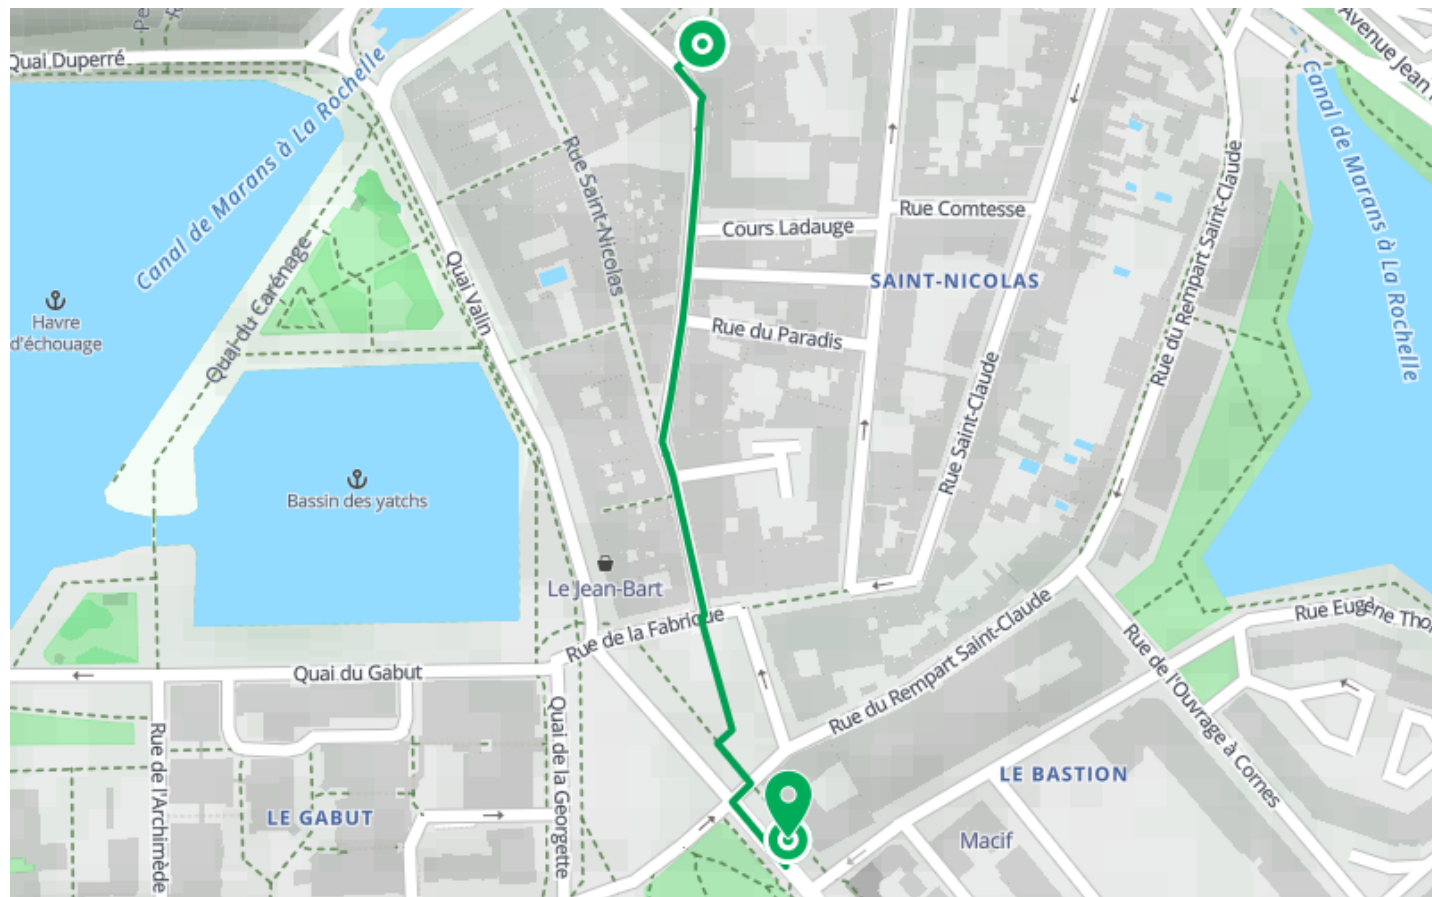 Pe
R
Quai Duperré
Avenue Jean
Canal de Marans à La Rochelle
Canal de Marans à La Rochelle
Rue Saint-Nicolas
Rue du Rempart Saint-Claude
Rue Comtesse
Cours Ladauge
Quai du Carénage
Quai Valin
SAINT-NICOLAS
Havre
d'échouage
Rue du Paradis
Rue Saint-Claude
Bassin des yatchs
Le Jean-Bart
Rue de la Fabrique
Rue Eugène Tho
Rue du Rempart Saint-Claude
Rue de l'Ouvrage à Cornes
Quai du Gabut
Rue de l'Archimède
Quai de la Georgette
LE BASTION
LE GABUT
Macif